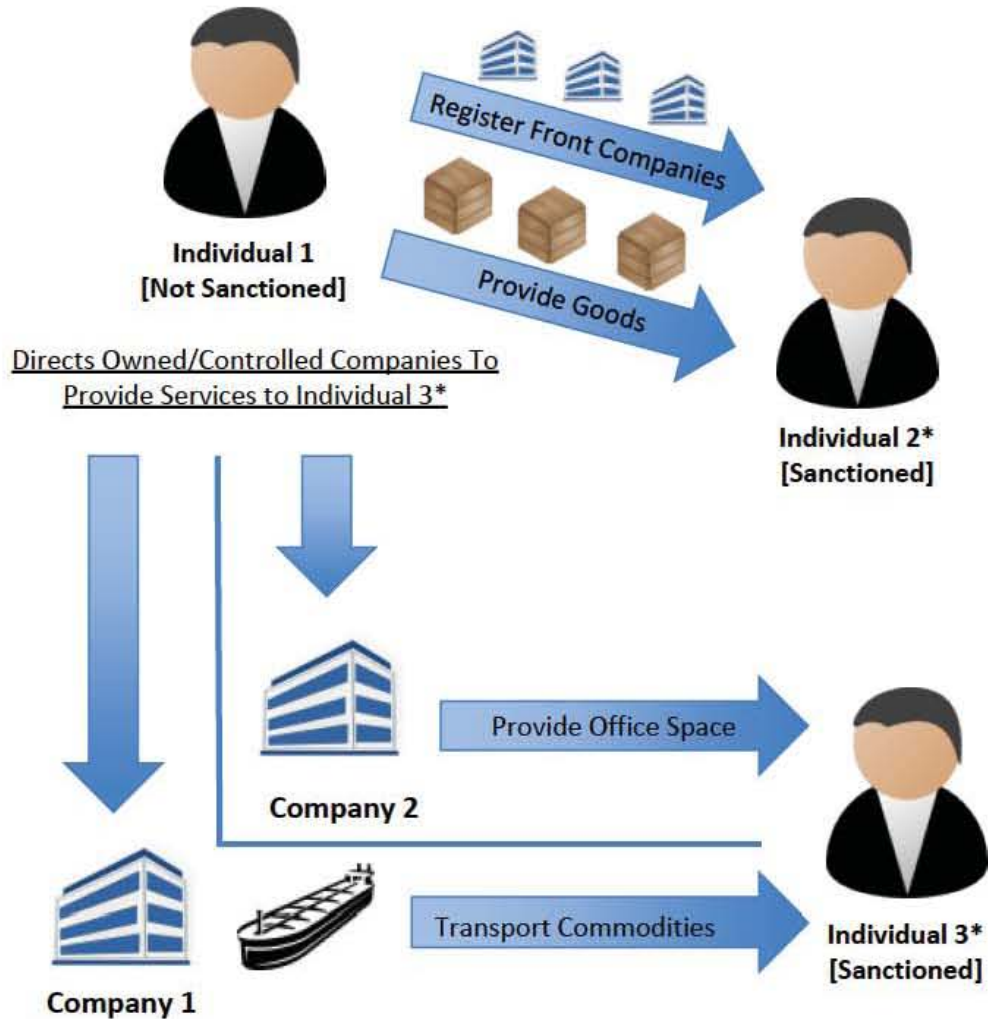 Register Front Companies
Provide Goods
Individual 1
[Not Sanctioned]
Individual 2*
[Sanctioned]
Directs Owned/Controlled Companies To
Provide Services to Individual 3*
Provide Office Space
Company 2
Transport Commodities
Individual 3*
[Sanctioned]
Company 1